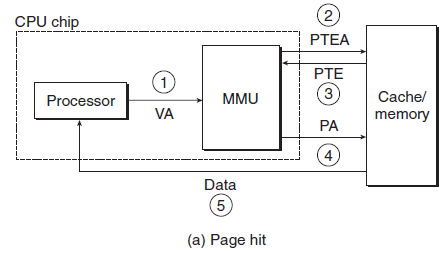 CPU chip
2
PTEA
PTE
3
1
Processor
VA
MMU
Cache/
memory
PA
4
Data
5
(a) Page hit